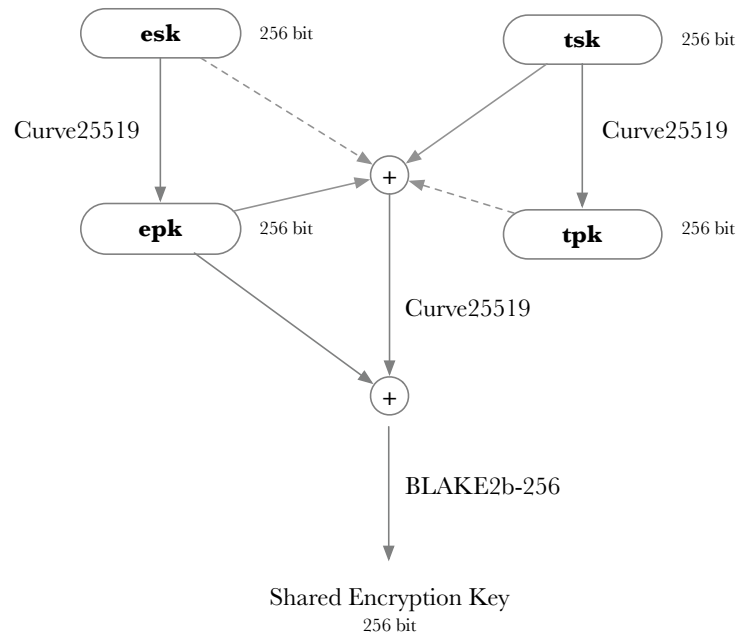 esk
256 bit
tsk
256 bit
Curve25519
Curve25519
+
epk
256 bit
tpk
256 bit
Curve25519
+
BLAKE2b-256
Shared Encryption Key
256 bit